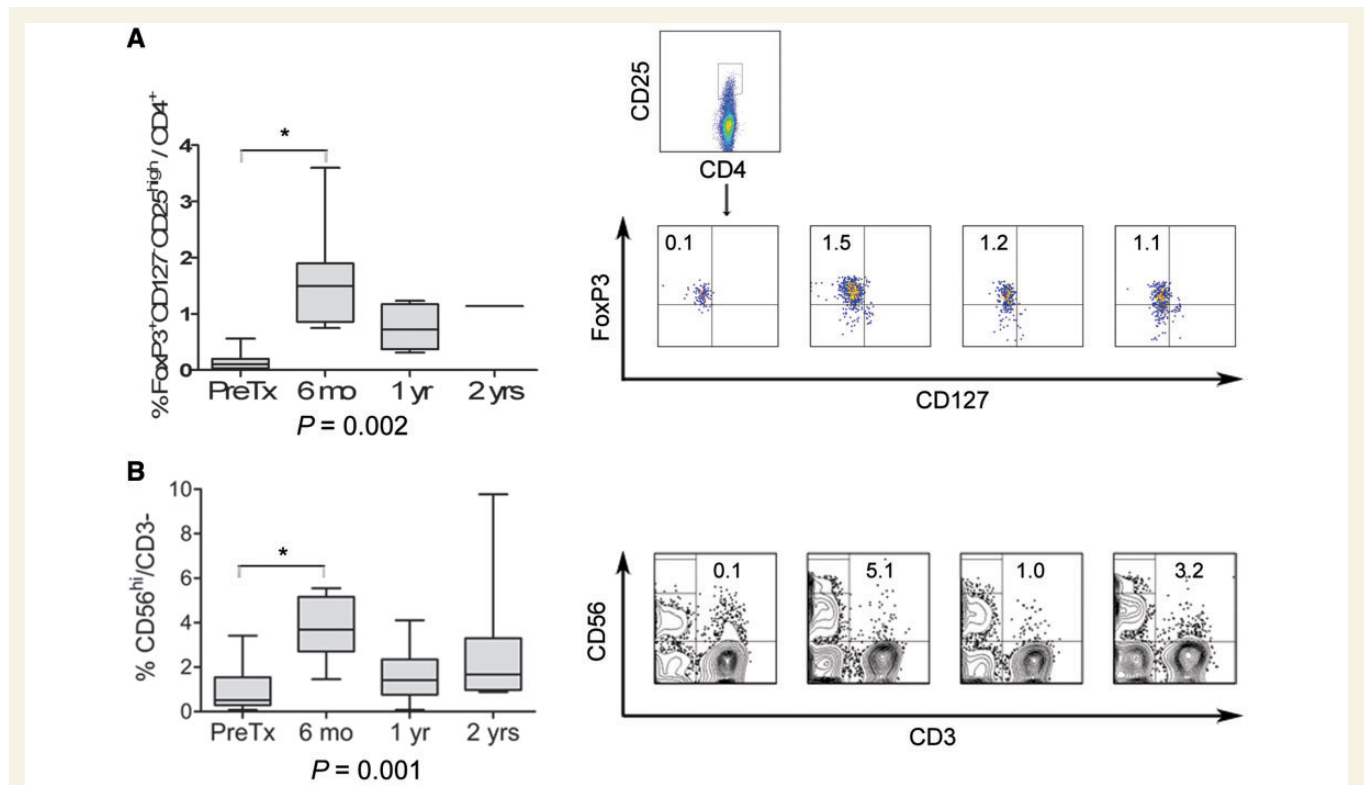 A
%FoxP3⁺CD127⁻CD25ʰⁱᵍʰ / CD4⁺
4
3
2
1
0
*
PreTx 6 mo 1 yr 2 yrs
P = 0.002
CD25
CD4
FoxP3
0.1 1.5 1.2 1.1
CD127
B
% CD56ʰⁱ/CD3-
10
8
6
4
2
0
*
PreTx 6 mo 1 yr 2 yrs
P = 0.001
CD56
0.1 5.1 1.0 3.2
CD3